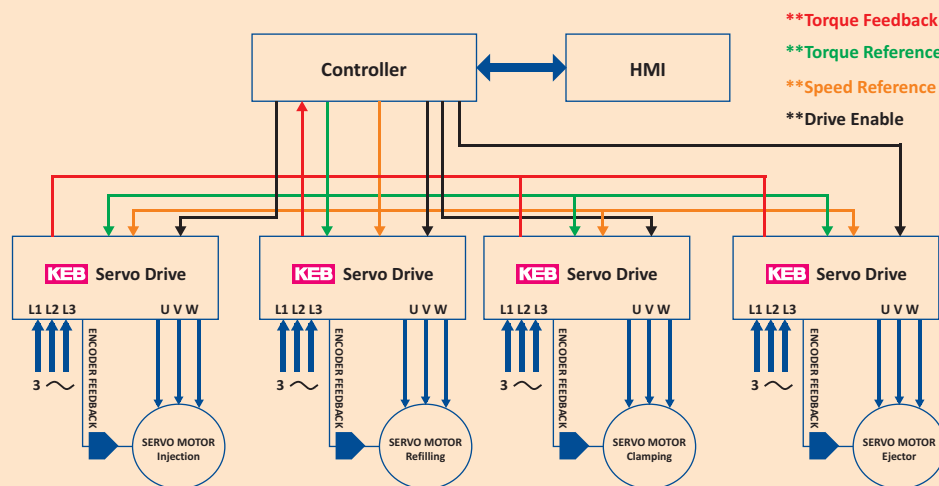 **Torque Feedback
**Torque Reference
**Speed Reference
**Drive Enable
Controller
HMI
KEB Servo Drive
KEB Servo Drive
KEB Servo Drive
KEB Servo Drive
L1 L2 L3
U V W
L1 L2 L3
U V W
L1 L2 L3
U V W
L1 L2 L3
U V W
ENCODER FEEDBACK
ENCODER FEEDBACK
ENCODER FEEDBACK
ENCODER FEEDBACK
3
3
3
3
SERVO MOTOR
Injection
SERVO MOTOR
Refilling
SERVO MOTOR
Clamping
SERVO MOTOR
Ejector